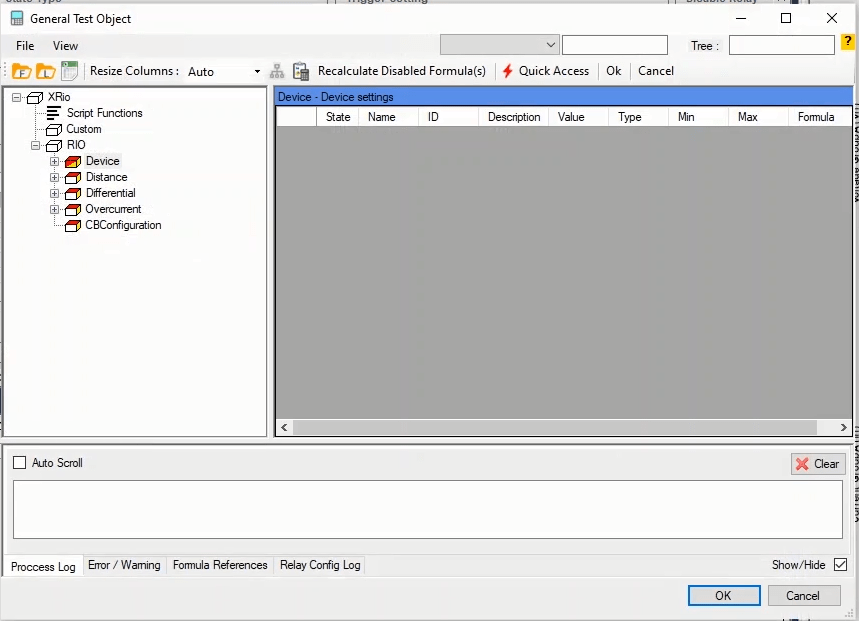 General Test Object
File View
Tree :
?
Resize Columns : Auto Recalculate Disabled Formula(s) Quick Access Ok Cancel
XRio
Script Functions
Custom
RIO
Device
Distance
Differential
Overcurrent
CBConfiguration
Device - Device settings
State Name ID Description Value Type Min Max Formula
Auto Scroll
Clear
Proccess Log Error / Warning Formula References Relay Config Log
Show/Hide
OK Cancel